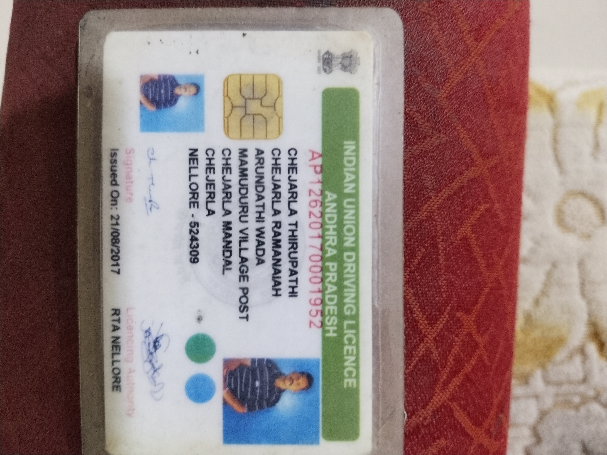 INDIAN UNION DRIVING LICENCE
ANDHRA PRADESH
AP12620170001952
CHEJARLA THIRUPATHI
CHEJARLA RAMANAIAH
ARUNDATHI WADA
MAMUDURU VILLAGE POST
CHEJARLA MANDAL
CHEJERLA
NELLORE - 524309
Signature
Licencing Authority
Issued On: 21/08/2017
RTA NELLORE